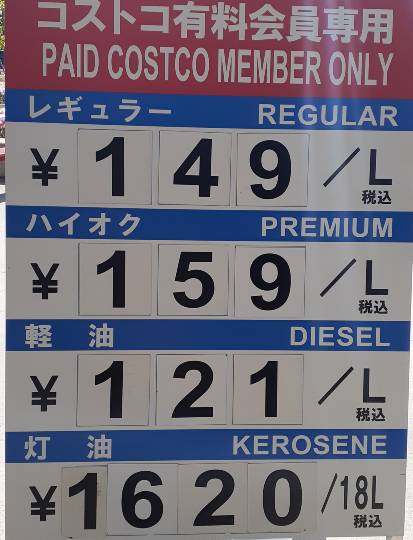 コストコ有料会員専用
PAID COSTCO MEMBER ONLY
レギュラー REGULAR
¥ 149 /L 税込
ハイオク PREMIUM
¥ 159 /L 税込
軽油 DIESEL
¥ 121 /L 税込
灯油 KEROSENE
¥1620 /18L 税込